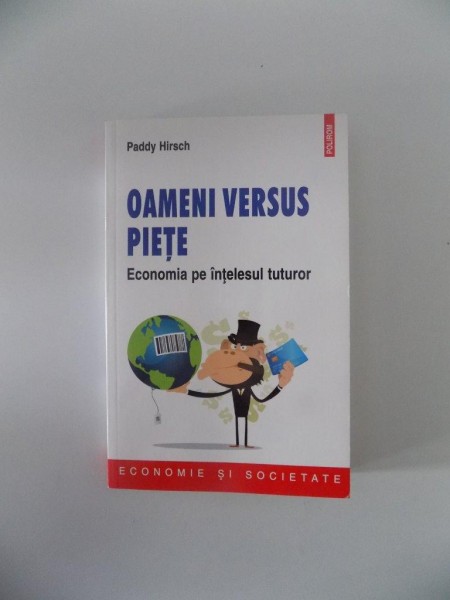 POLIROM
Paddy Hirsch
OAMENI VERSUS
PIEȚE
Economia pe înțelesul tuturor
ECONOMIE ȘI SOCIETATE